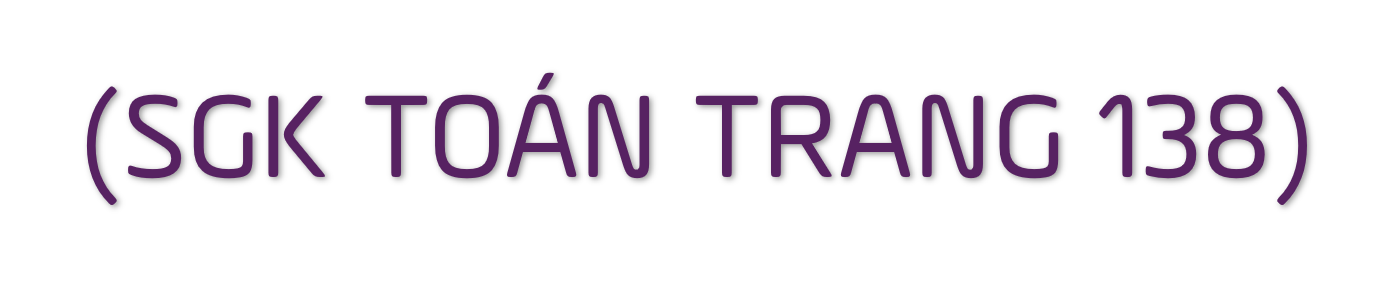 (SGK TOÁN TRANG 138)